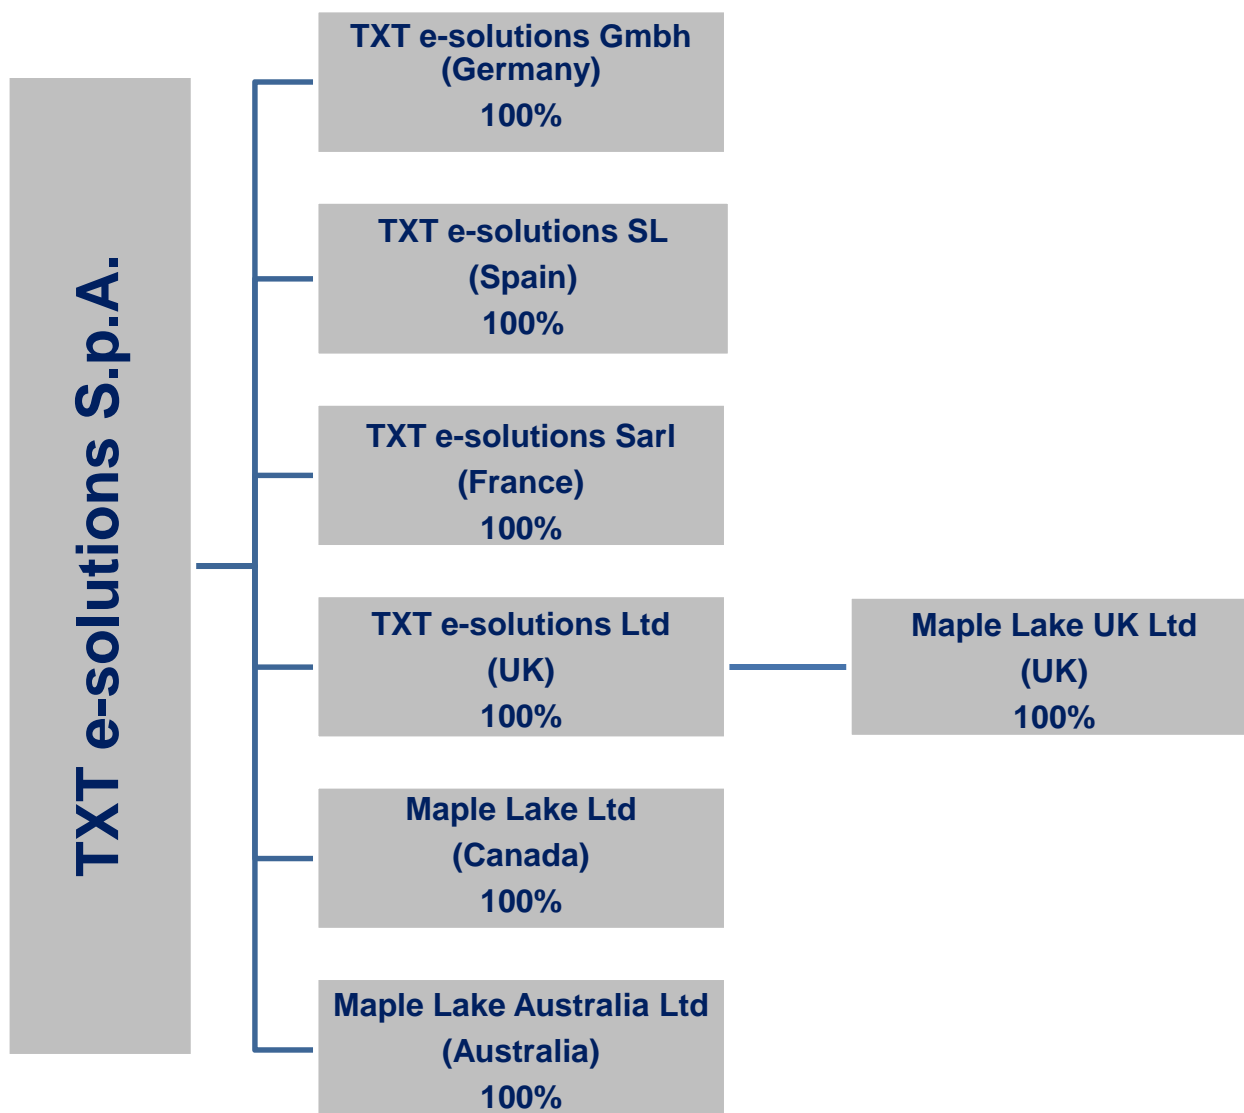 TXT e-solutions S.p.A.
TXT e-solutions Gmbh
(Germany)
100%
TXT e-solutions SL
(Spain)
100%
TXT e-solutions Sarl
(France)
100%
TXT e-solutions Ltd
(UK)
100%
Maple Lake UK Ltd
(UK)
100%
Maple Lake Ltd
(Canada)
100%
Maple Lake Australia Ltd
(Australia)
100%